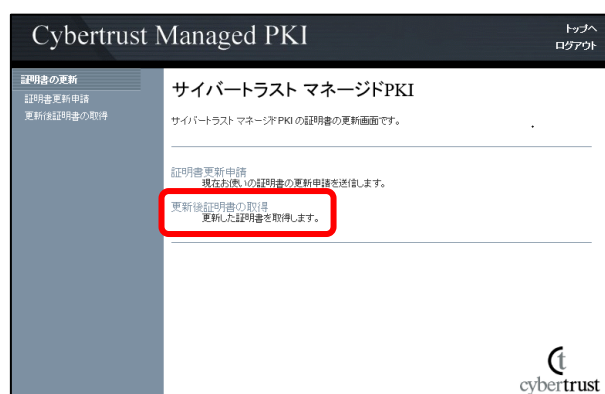 Cybertrust Managed PKI
トップへ
ログアウト
証明書の更新
証明書更新申請
更新後証明書の取得
サイバートラスト マネージドPKI
サイバートラスト マネージド PKI の証明書の更新画面です。
証明書更新申請
現在お使いの証明書の更新申請を送信します。
更新後証明書の取得
更新した証明書を取得します。
cybertrust